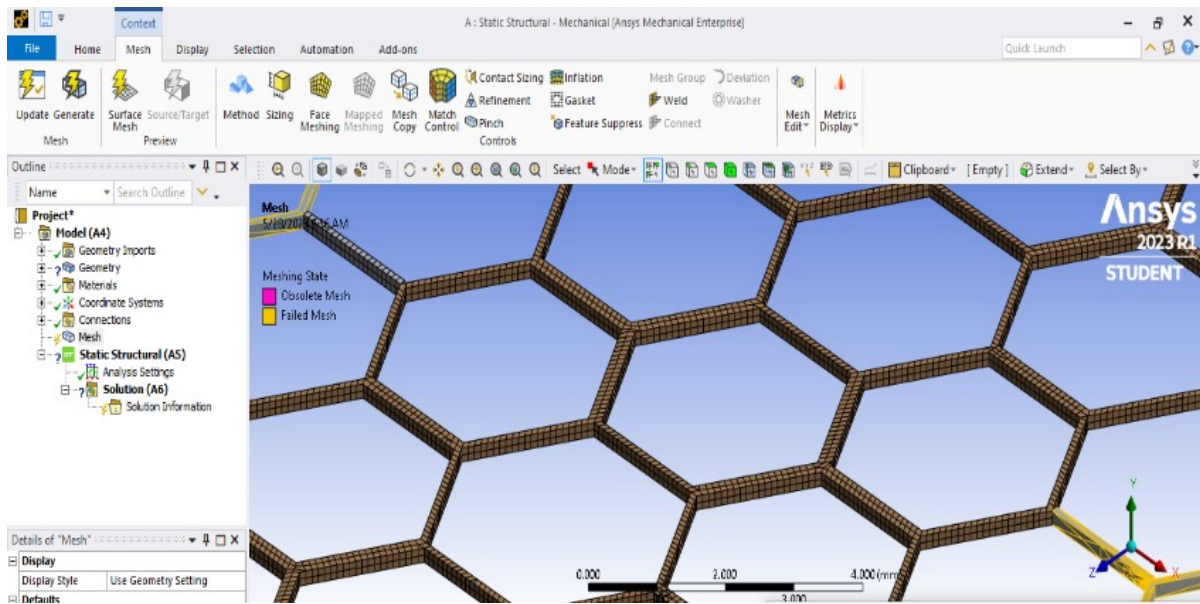 Context
A : Static Structural - Mechanical [Ansys Mechanical Enterprise]
File Home Mesh Display Selection Automation Add-ons
Quick Launch
Contact Sizing Inflation Mesh Group Deviation
Refinement Gasket Weld Washer
Pinch Feature Suppress Connect
Update Generate Surface Mesh Source/Target Method Sizing Face Meshing Mapped Meshing Mesh Copy Match Control Mesh Edit Metrics Display
Mesh Preview Controls
Outline
Select Mode Clipboard [Empty] Extend Select By
Name Search Outline
Project*
Model (A4)
Geometry Imports
Geometry
Materials
Coordinate Systems
Connections
Mesh
Static Structural (A5)
Analysis Settings
Solution (A6)
Solution Information
Mesh
AM
Meshing State
Obsolete Mesh
Failed Mesh
Ansys
2023 R1
STUDENT
Y
Z X
0.000 2.000 4.000 (mm)
3.000
Details of "Mesh"
Display
Display Style Use Geometry Setting
Defaults